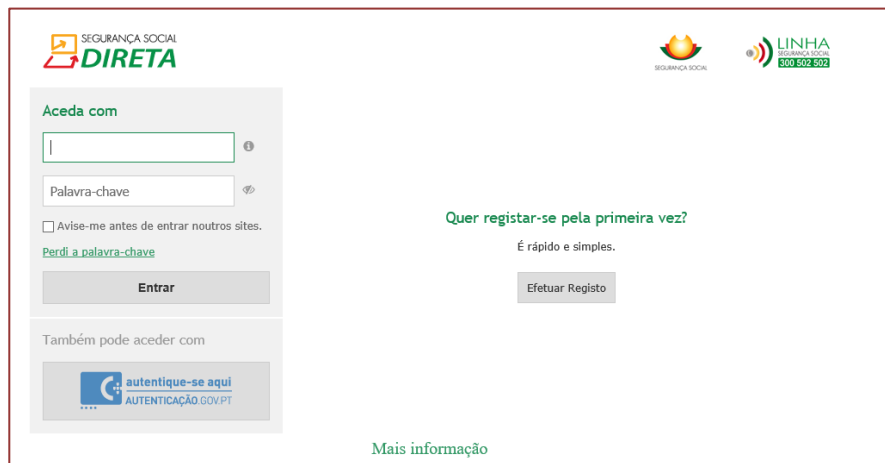 SEGURANÇA SOCIAL
DIRETA
SEGURANÇA SOCIAL
LINHA
SEGURANÇA SOCIAL
300 502 502
Aceda com
Palavra-chave
Avise-me antes de entrar noutros sites.
Perdi a palavra-chave
Entrar
Também pode aceder com
autentique-se aqui
AUTENTICAÇÃO.GOV.PT
Quer registar-se pela primeira vez?
É rápido e simples.
Efetuar Registo
Mais informação